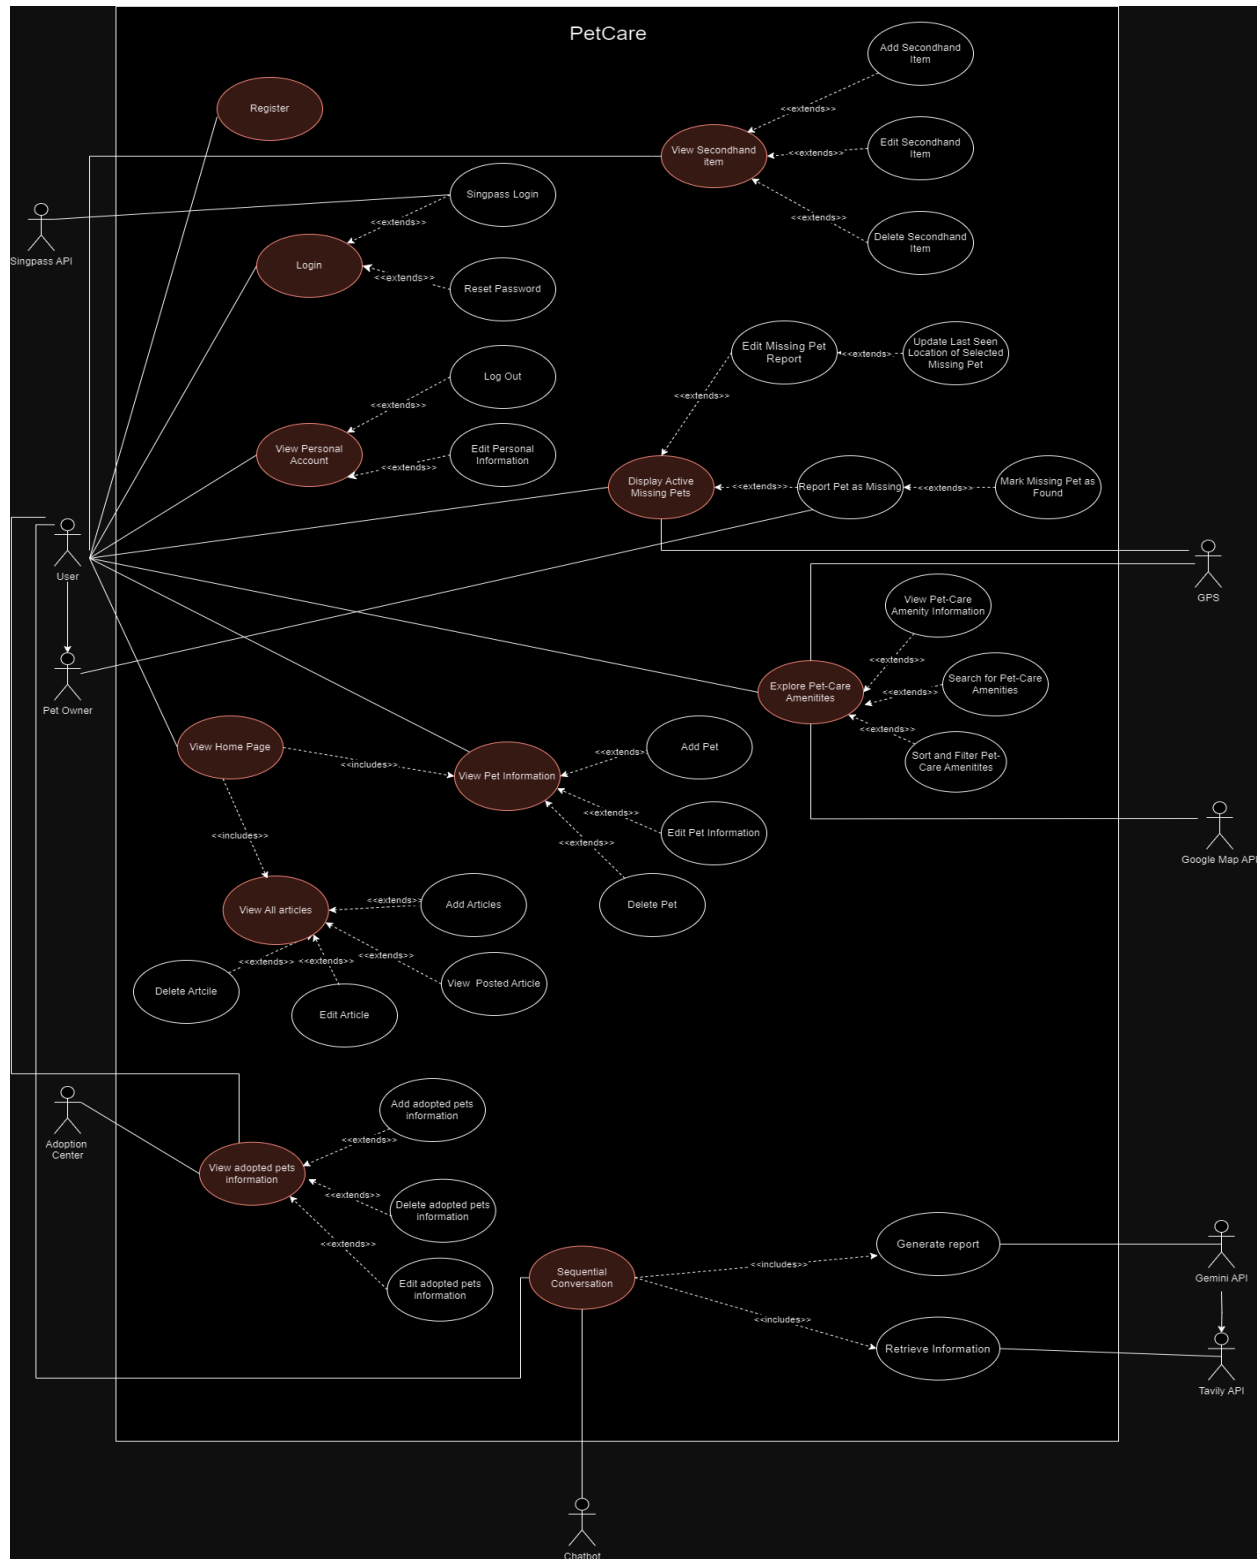 PetCare
Add Secondhand
Item
<<extends>>
Register
View Secondhand
item
<<extends>>
Edit Secondhand
Item
Singpass Login
<<extends>>
<<extends>>
Delete Secondhand
Item
Singpass API
Login
<<extends>>
Reset Password
Edit Missing Pet
Report
<<extends>
Update Last Seen
Location of Selected
Missing Pet
Log Out
<<extends>>
<<extends>>
View Personal
Account
<<extends>>
Edit Personal
Information
Display Active
Missing Pets
<<extends>>
Report Pet as Missing
<<extends>>
Mark Missing Pet as
Found
User
GPS
View Pet-Care
Amenity Information
<<extends>>
Pet Owner
Explore Pet-Care
Amenitites
<<extends>>
Search for Pet-Care
Amenities
<<extends>>
Sort and Filter Pet-
Care Amenitites
View Home Page
<<includes>>
View Pet Information
<<extends>
Add Pet
<<extends>>
Edit Pet Information
<<extends>>
Delete Pet
Google Map API
<<includes>>
View All articles
<<extends>>
Add Articles
<<extends>>
<<extends>>
<<extends>>
Delete Artcile
Edit Article
View Posted Article
Adoption
Center
Add adopted pets
information
<<extends>>
View adopted pets
information
<<extends>>
Delete adopted pets
information
<<extends>>
Edit adopted pets
information
Sequential
Conversation
<<includes>>
Generate report
Gemini API
<<includes>>
Retrieve Information
Tavily API
Chatbot